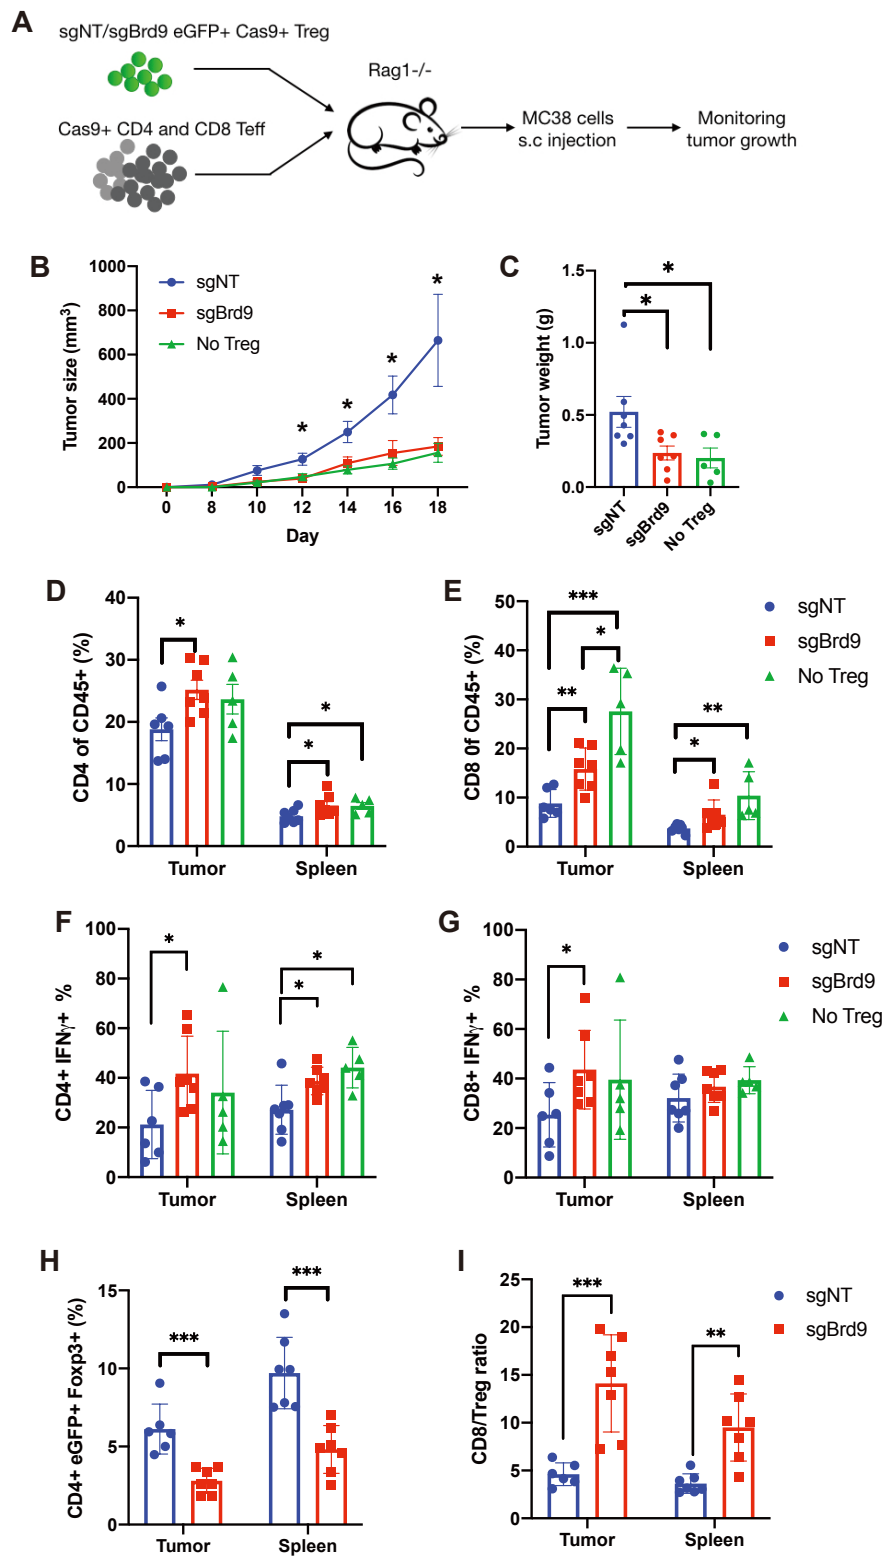 A
sgNT/sgBrd9 eGFP+ Cas9+ Treg
Rag1-/-
Cas9+ CD4 and CD8 Teff
MC38 cells
s.c injection
Monitoring
tumor growth
B
Tumor size (mm3)
1000
800
600
400
200
0
sgNT
sgBrd9
No Treg
*
*
*
*
0 8 10 12 14 16 18
Day
C
Tumor weight (g)
1.5
1.0
0.5
0.0
*
*
sgNT
sgBrd9
No Treg
D
CD4 of CD45+ (%)
40
30
20
10
0
*
*
*
Tumor Spleen
E
CD8 0f CD45+ (%)
50
40
30
20
10
0
***
*
**
**
*
Tumor Spleen
sgNT
sgBrd9
No Treg
F
CD4+ IFNγ+ %
100
80
60
40
20
0
*
*
*
Tumor Spleen
G
CD8+ IFNγ+ %
100
80
60
40
20
0
*
Tumor Spleen
sgNT
sgBrd9
No Treg
H
CD4+ eGFP+ Foxp3+ (%)
15
10
5
0
***
***
Tumor Spleen
I
CD8/Treg ratio
25
20
15
10
5
0
***
**
Tumor Spleen
sgNT
sgBrd9